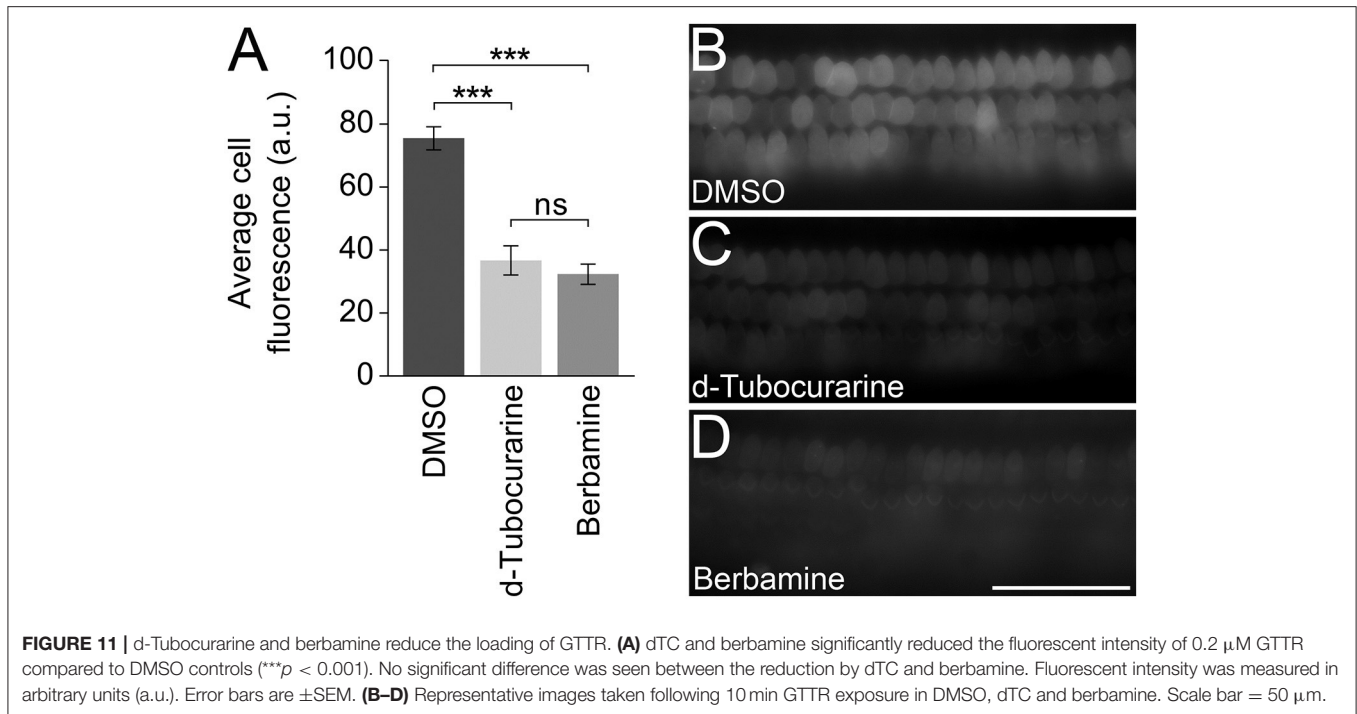 A
Average cell
fluorescence (a.u.)
100
80
60
40
20
0
***
***
ns
DMSO
d-Tubocurarine
Berbamine
B
DMSO
C
d-Tubocurarine
D
Berbamine
FIGURE 11 | d-Tubocurarine and berbamine reduce the loading of GTTR. (A) dTC and berbamine significantly reduced the fluorescent intensity of 0.2 μM GTTR
compared to DMSO controls (***p < 0.001). No significant difference was seen between the reduction by dTC and berbamine. Fluorescent intensity was measured in
arbitrary units (a.u.). Error bars are ±SEM. (B–D) Representative images taken following 10 min GTTR exposure in DMSO, dTC and berbamine. Scale bar = 50 μm.